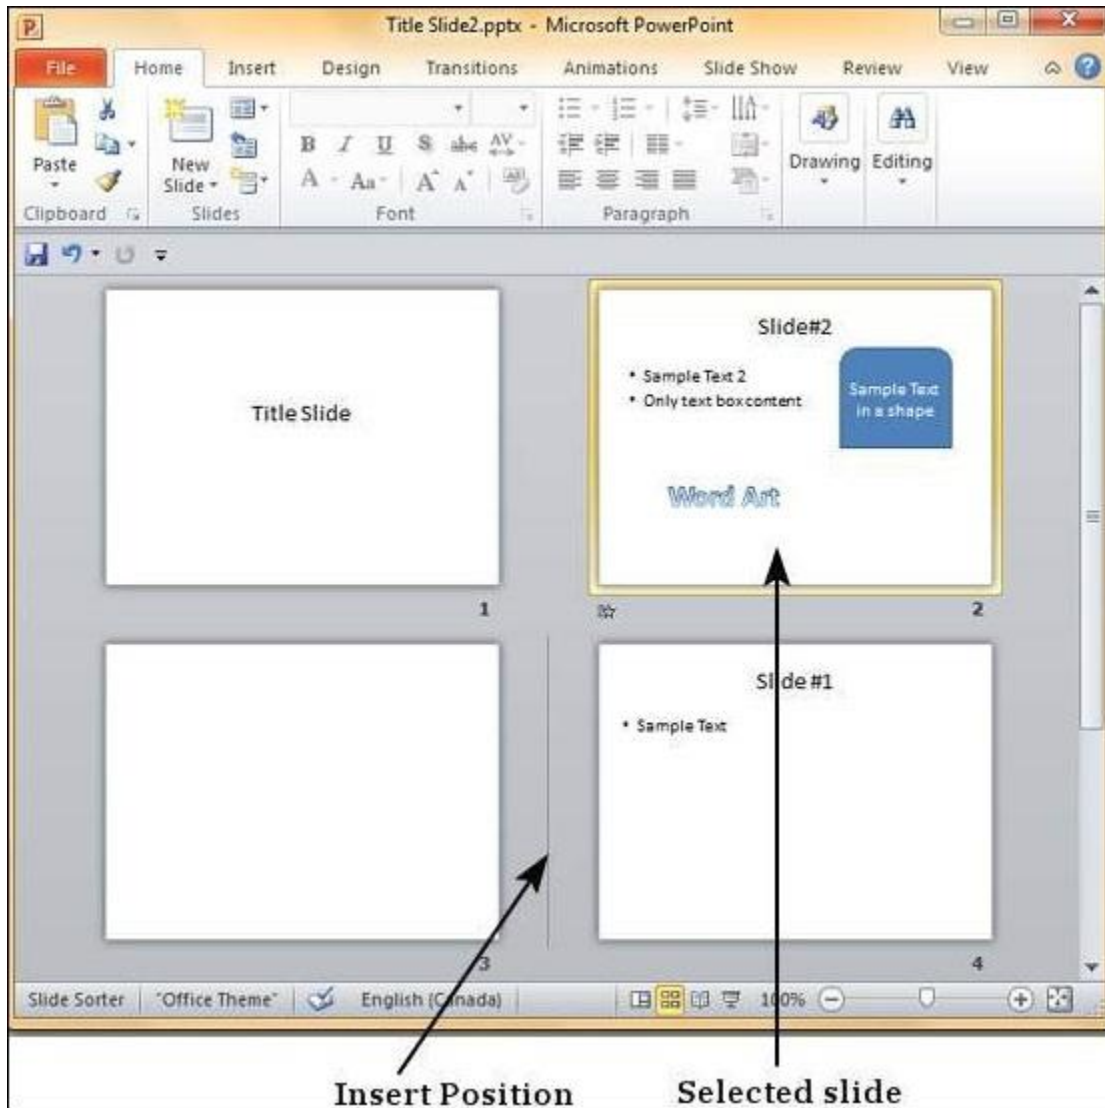 Title Slide2.pptx - Microsoft PowerPoint
File Home Insert Design Transitions Animations Slide Show Review View
Paste
New Slide
B I U S abc AV
A Aa A A
Drawing Editing
Clipboard Slides Font Paragraph
Title Slide
1
Slide#2
• Sample Text 2
• Only text box content
Sample Text
in a shape
Word Art
2
3
Slide #1
• Sample Text
4
Slide Sorter "Office Theme" English (Canada) 100%
Insert Position Selected slide